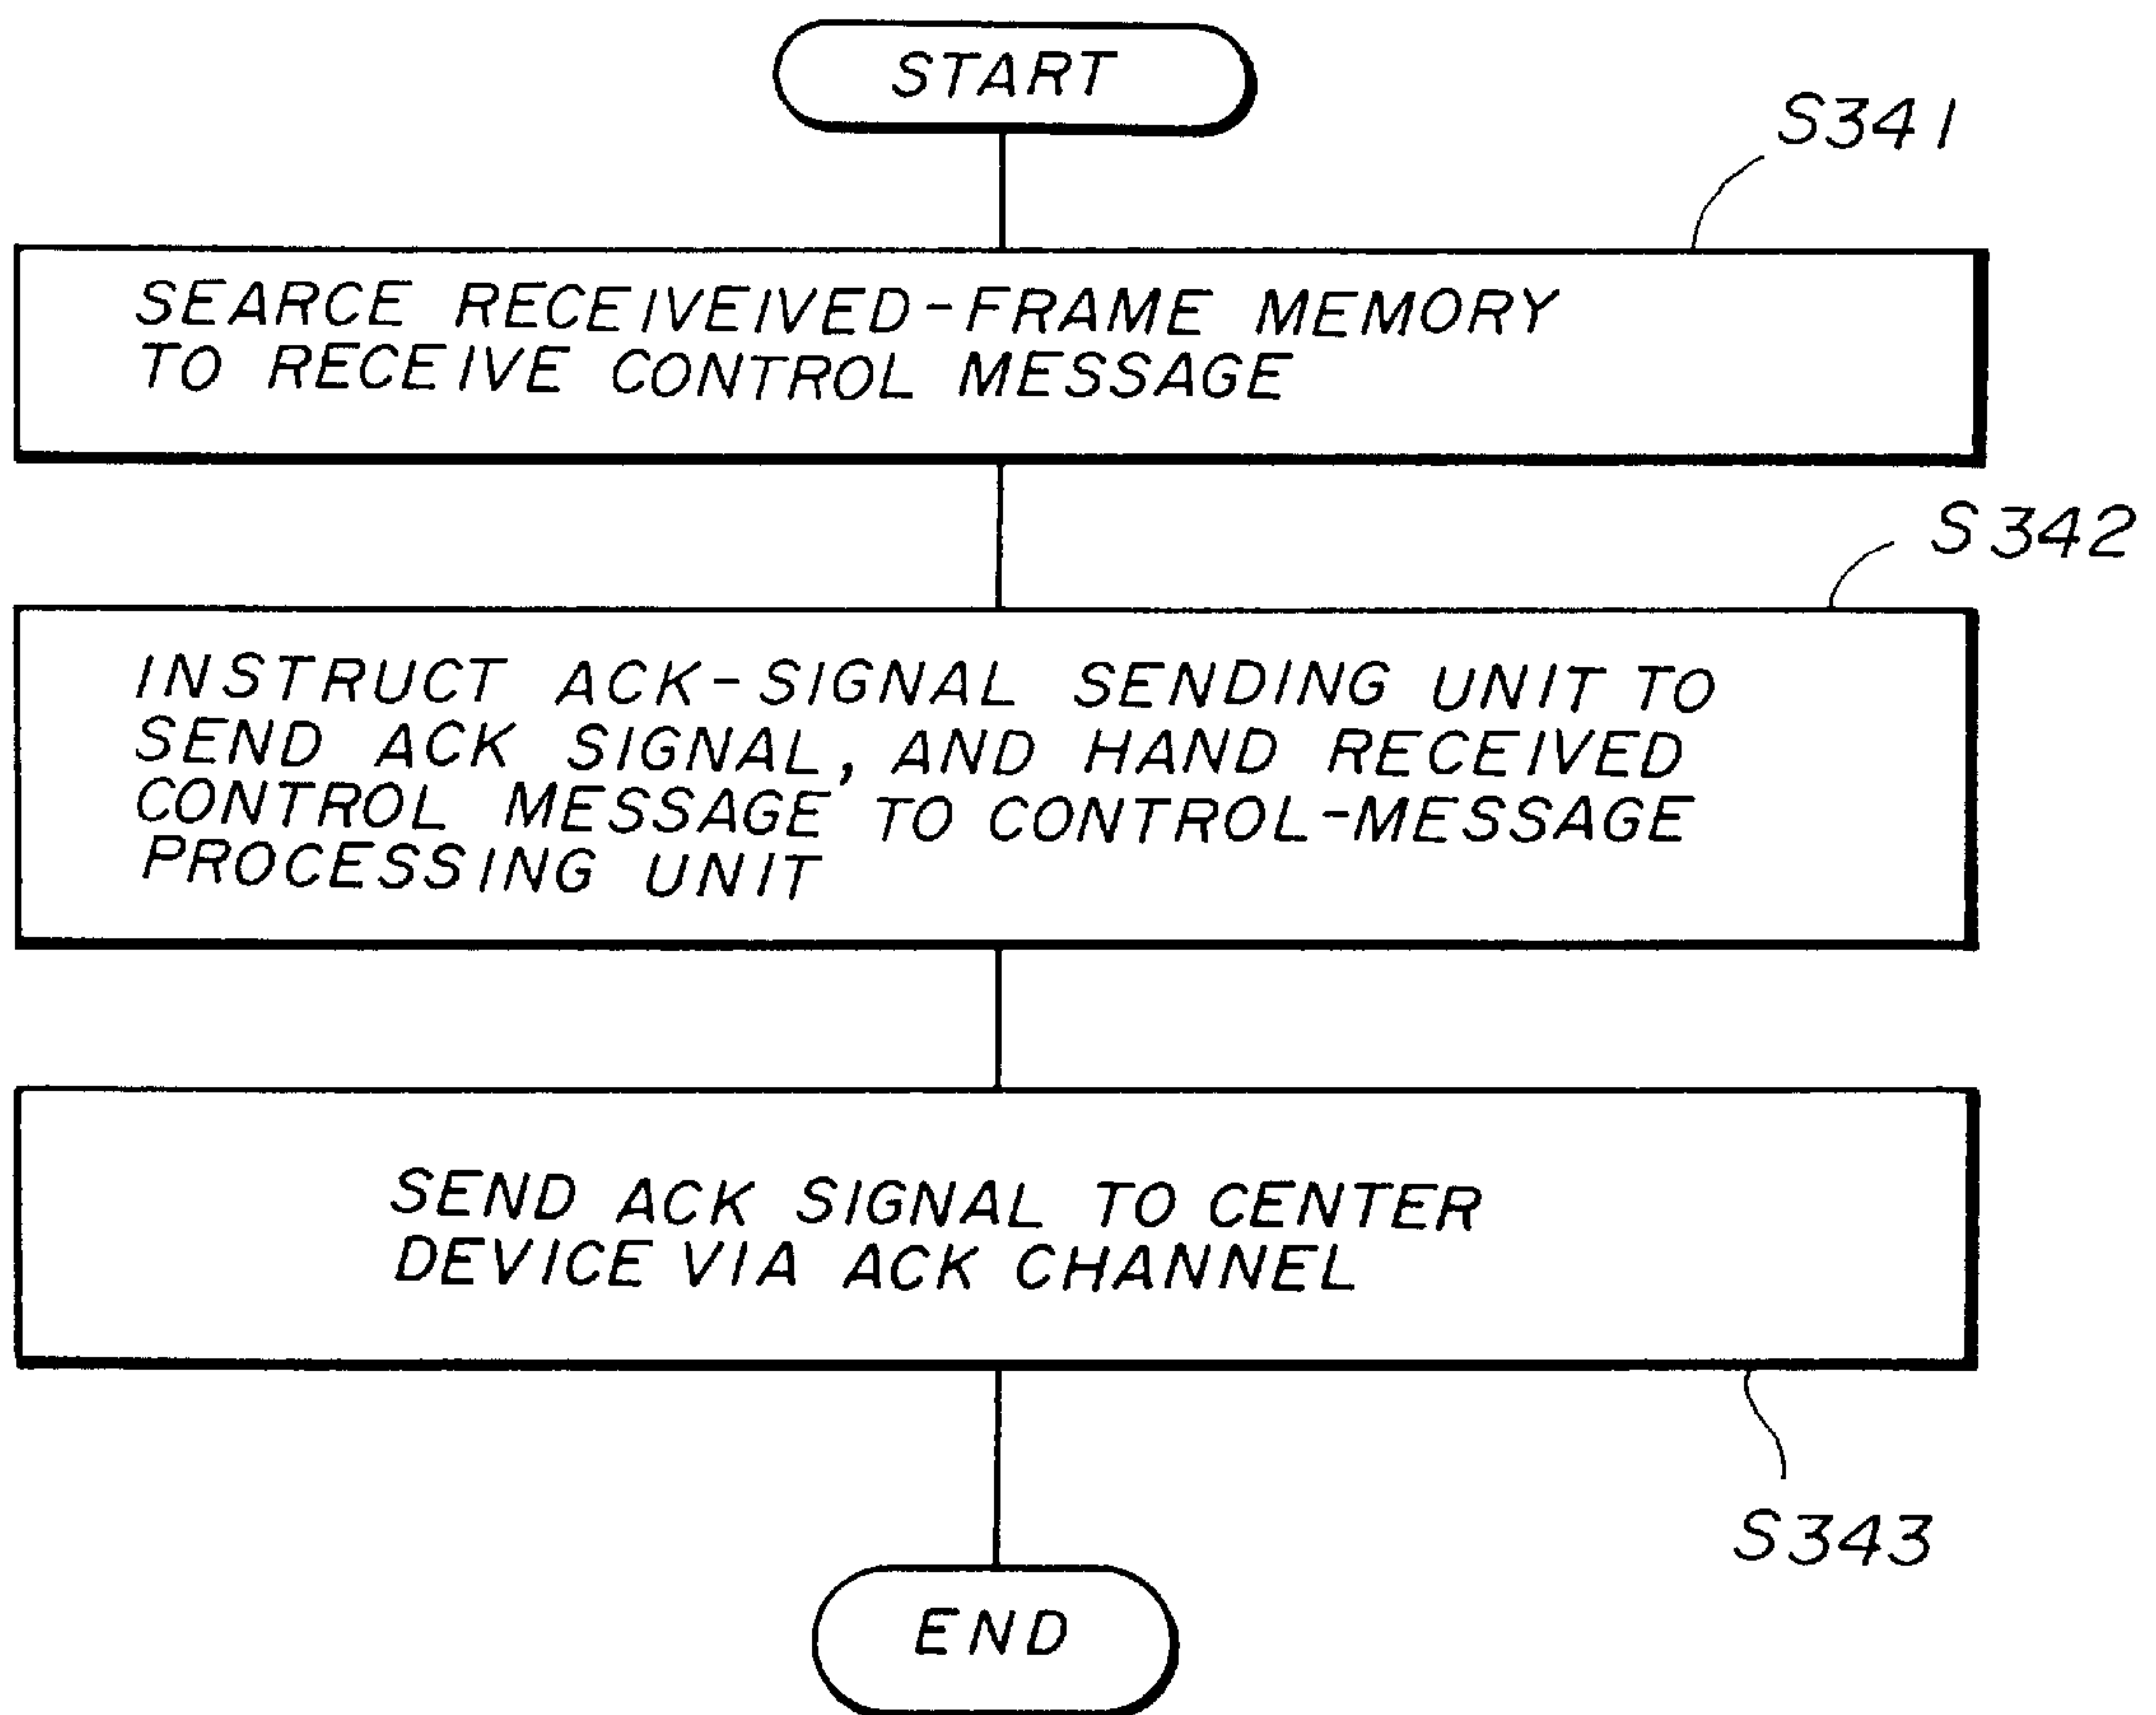 START
S341
SEARCE RECEIVEIVED-FRAME MEMORY
TO RECEIVE CONTROL MESSAGE
S342
INSTRUCT ACK-SIGNAL SENDING UNIT TO
SEND ACK SIGNAL, AND HAND RECEIVED
CONTROL MESSAGE TO CONTROL-MESSAGE
PROCESSING UNIT
SEND ACK SIGNAL TO CENTER
DEVICE VIA ACK CHANNEL
S343
END